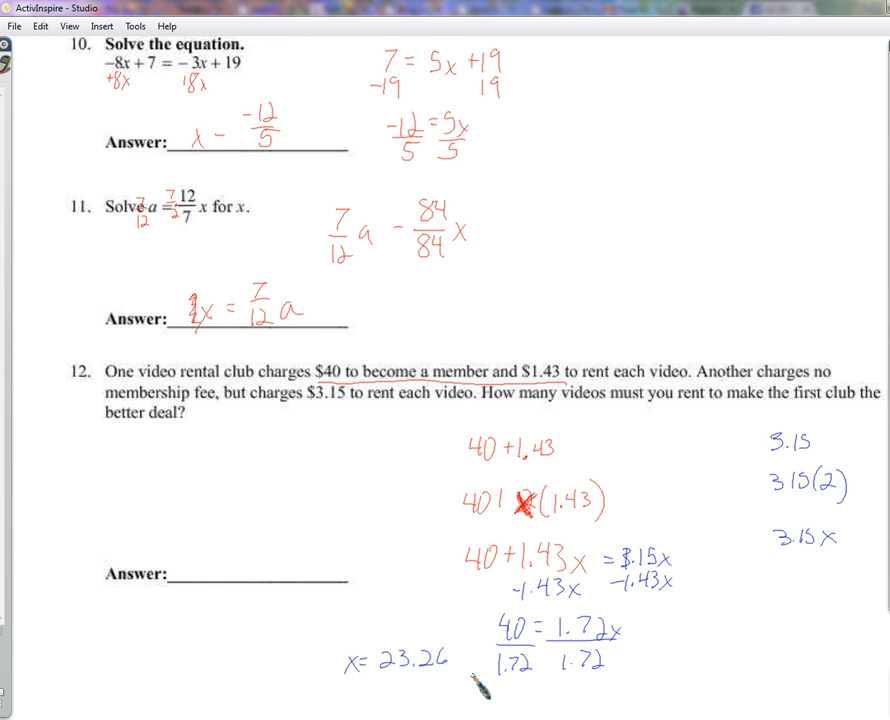 ActivInspire - Studio
File Edit View Insert Tools Help
10. Solve the equation.
−8x + 7 = − 3x + 19
+8x 18x
7 = 5x +19
-19 19
-12 = 5x
5 5
Answer: x - -12
5
11. Solve a = 12/7 x for x.
7/12 7
7/12 a - 84/84 x
Answer: x = 7/12 a
12. One video rental club charges $40 to become a member and $1.43 to rent each video. Another charges no
membership fee, but charges $3.15 to rent each video. How many videos must you rent to make the first club the
better deal?
40 +1.43 3.15
40 1 (1.43) 315(2)
40+1.43x = 3.15x 3.15x
-1.43x -1.43x
Answer:
40 = 1.72x
1.72 1.72
x= 23.26